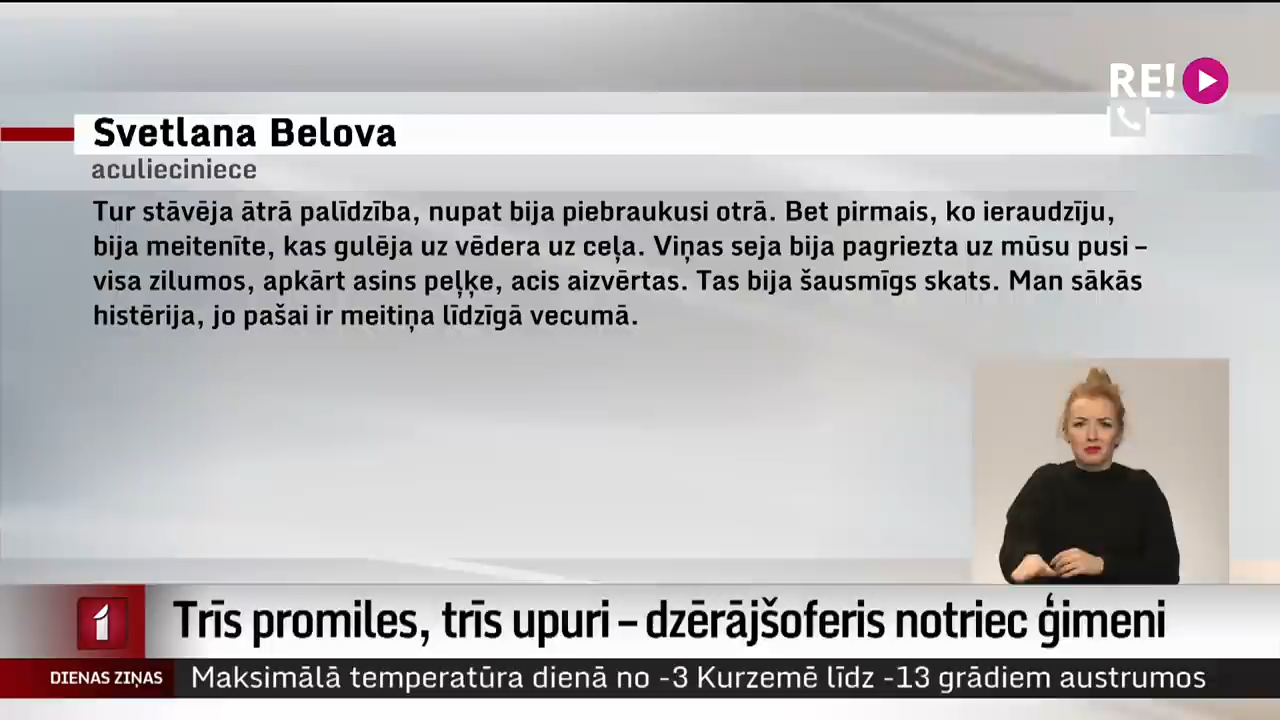 RE!
Svetlana Belova
aculieciniece
Tur stāvēja ātrā palīdzība, nupat bija piebraukusi otrā. Bet pirmais, ko ieraudzīju,
bija meitenīte, kas gulēja uz vēdera uz ceļa. Viņas seja bija pagriezta uz mūsu pusi –
visa zilumos, apkārt asins peļķe, acis aizvērtas. Tas bija šausmīgs skats. Man sākās
histērija, jo pašai ir meitiņa līdzīgā vecumā.
1 Trīs promiles, trīs upuri – dzērājšoferis notriec ģimeni
DIENAS ZIŅAS Maksimālā temperatūra dienā no -3 Kurzemē līdz -13 grādiem austrumos